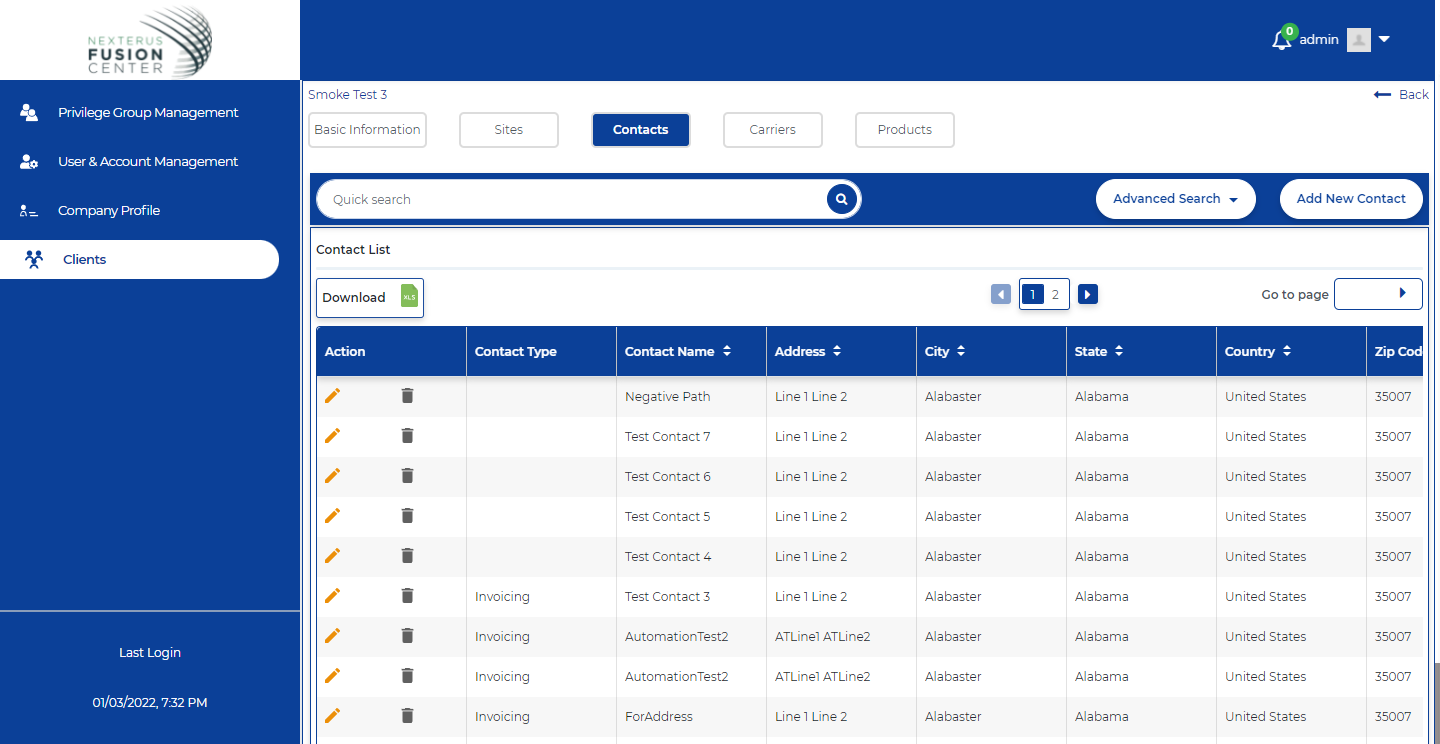 NEXTERUS
FUSION
CENTER
0
admin
Privilege Group Management
User & Account Management
Company Profile
Clients
Last Login
01/03/2022, 7:32 PM
Smoke Test 3
Back
Basic Information Sites Contacts Carriers Products
Quick search Advanced Search Add New Contact
Contact List
Download XLS 1 2 Go to page
Action Contact Type Contact Name Address City State Country Zip Cod
Negative Path Line 1 Line 2 Alabaster Alabama United States 35007
Test Contact 7 Line 1 Line 2 Alabaster Alabama United States 35007
Test Contact 6 Line 1 Line 2 Alabaster Alabama United States 35007
Test Contact 5 Line 1 Line 2 Alabaster Alabama United States 35007
Test Contact 4 Line 1 Line 2 Alabaster Alabama United States 35007
Invoicing Test Contact 3 Line 1 Line 2 Alabaster Alabama United States 35007
Invoicing AutomationTest2 ATLine1 ATLine2 Alabaster Alabama United States 35007
Invoicing AutomationTest2 ATLine1 ATLine2 Alabaster Alabama United States 35007
Invoicing ForAddress Line 1 Line 2 Alabaster Alabama United States 35007